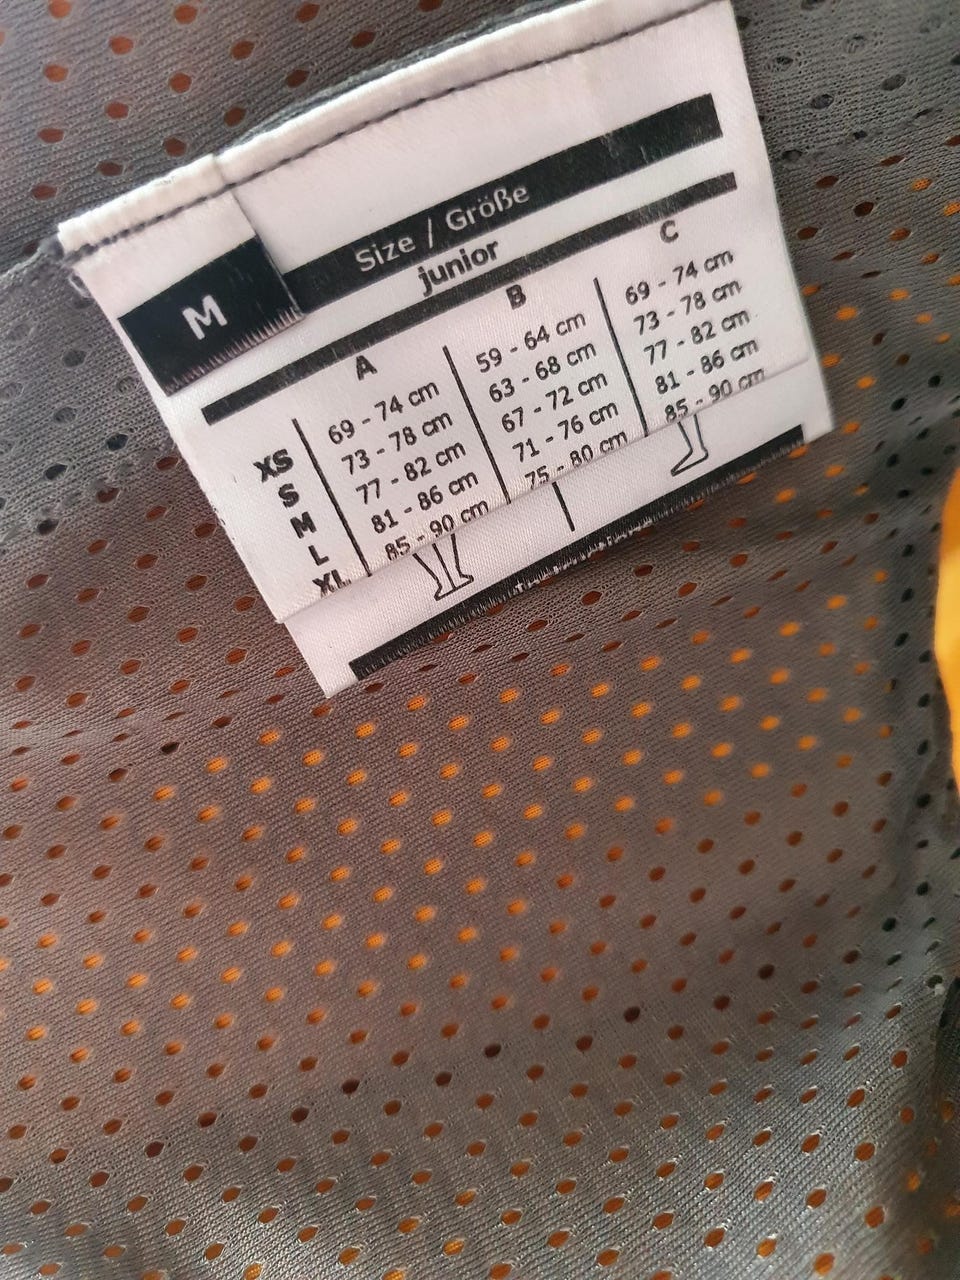 M
Size / Größe
junior
A B C
XS 69 - 74 cm 59 - 64 cm 69 - 74 cm
S 73 - 78 cm 63 - 68 cm 73 - 78 cm
M 77 - 82 cm 67 - 72 cm 77 - 82 cm
L 81 - 86 cm 71 - 76 cm 81 - 86 cm
XL 85 - 90 cm 75 - 80 cm 85 - 90 cm